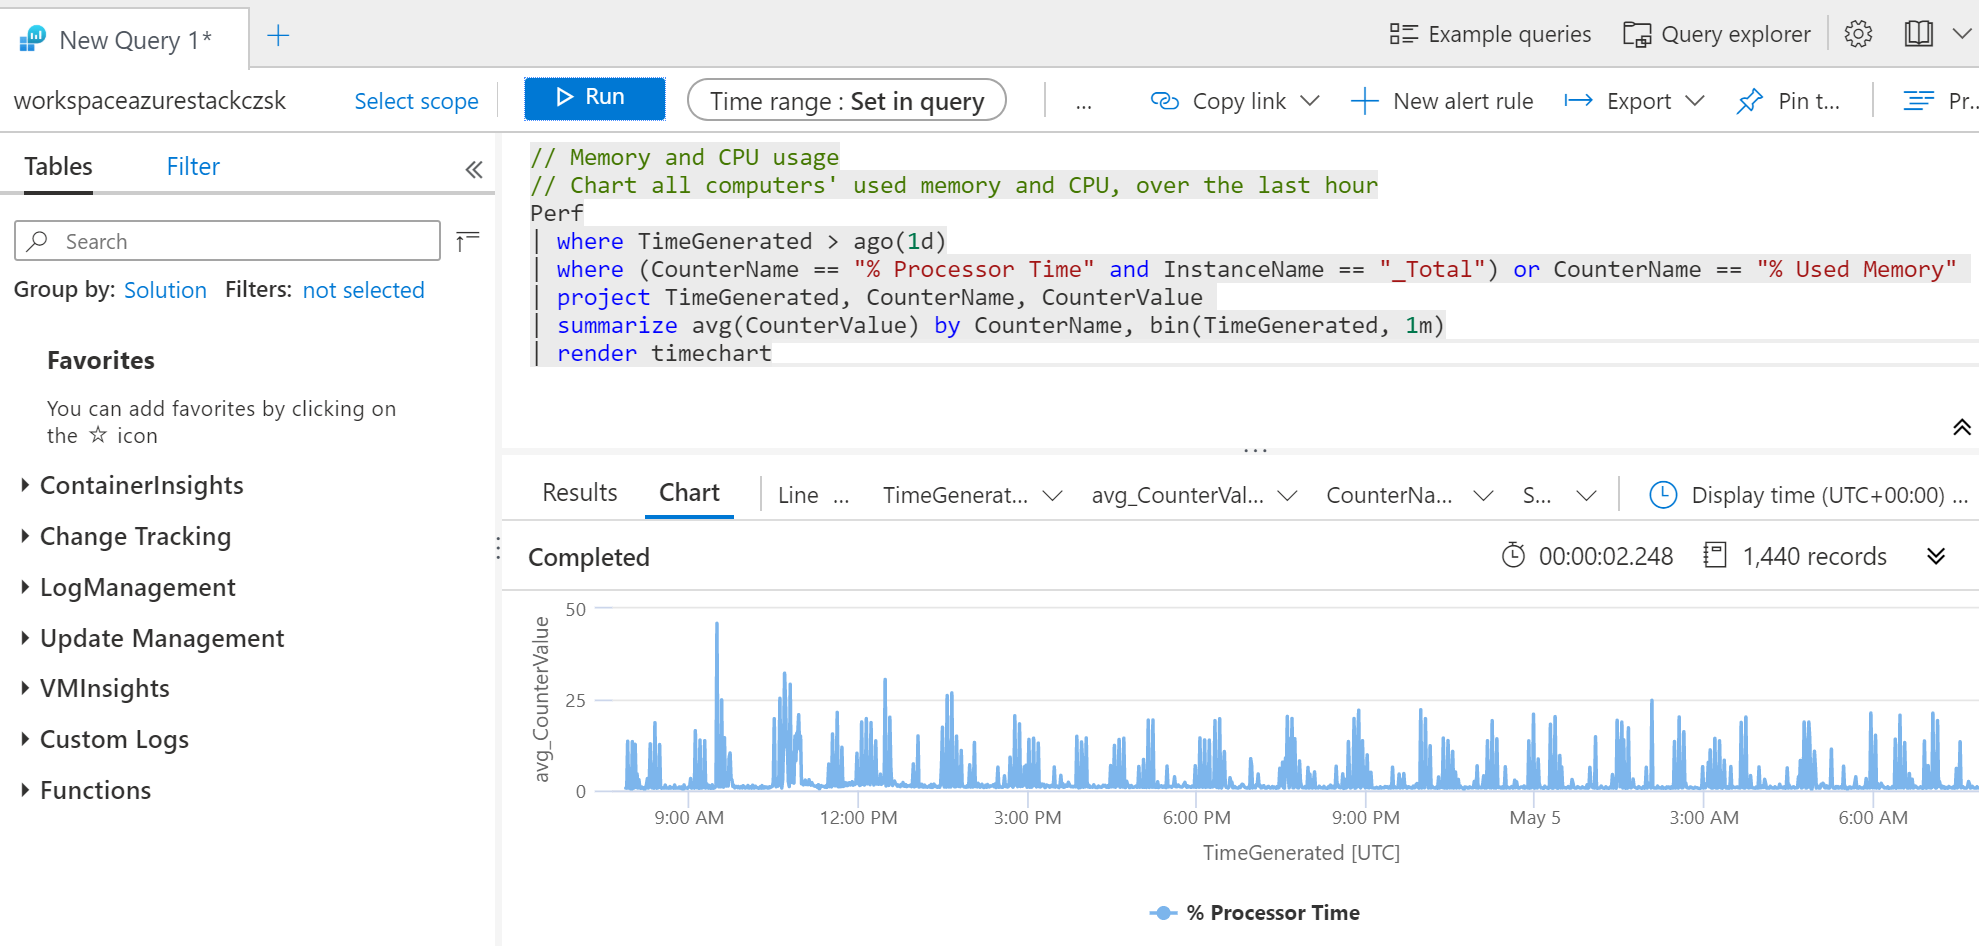 New Query 1*
Example queries
Query explorer
workspaceazurestackczsk
Select scope
Run
Time range : Set in query
...
Copy link
New alert rule
Export
Pin t...
Pr...
Tables
Filter
Search
Group by: Solution Filters: not selected
Favorites
You can add favorites by clicking on
the ☆ icon
ContainerInsights
Change Tracking
LogManagement
Update Management
VMInsights
Custom Logs
Functions
// Memory and CPU usage
// Chart all computers' used memory and CPU, over the last hour
Perf
| where TimeGenerated > ago(1d)
| where (CounterName == "% Processor Time" and InstanceName == "_Total") or CounterName == "% Used Memory"
| project TimeGenerated, CounterName, CounterValue
| summarize avg(CounterValue) by CounterName, bin(TimeGenerated, 1m)
| render timechart
Results
Chart
Line ...
TimeGenerat...
avg_CounterVal...
CounterNa...
S...
Display time (UTC+00:00) ...
Completed
00:00:02.248
1,440 records
avg_CounterValue
50
25
0
9:00 AM
12:00 PM
3:00 PM
6:00 PM
9:00 PM
May 5
3:00 AM
6:00 AM
TimeGenerated [UTC]
% Processor Time